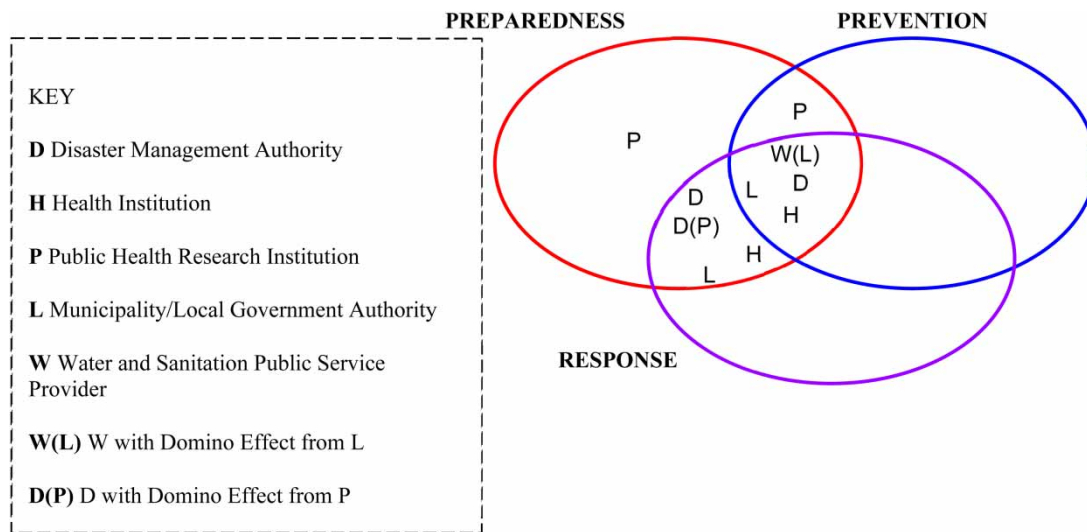 PREPAREDNESS
PREVENTION
KEY
D Disaster Management Authority
H Health Institution
P Public Health Research Institution
L Municipality/Local Government Authority
W Water and Sanitation Public Service
Provider
W(L) W with Domino Effect from L
D(P) D with Domino Effect from P
P
P
W(L)
D
L
D
H
D(P)
H
L
RESPONSE